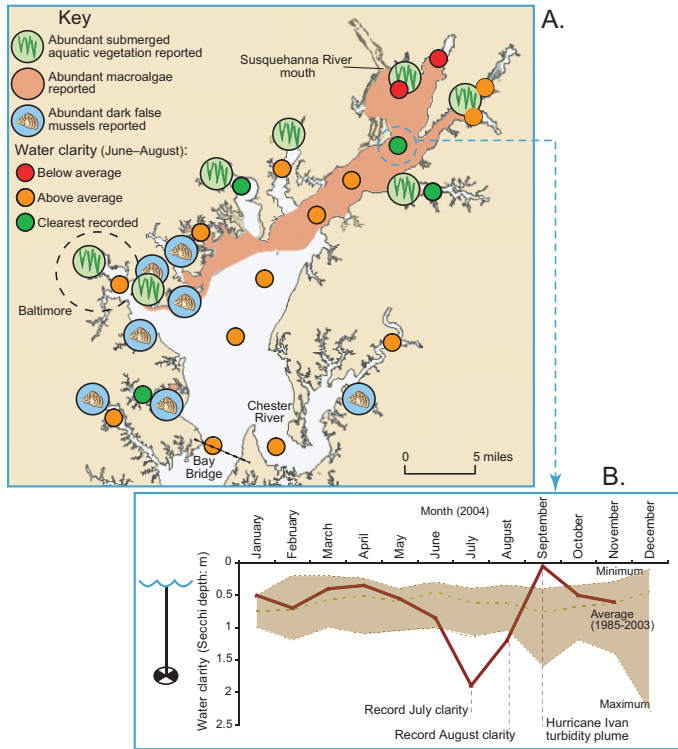 A.
Key
Abundant submerged
aquatic vegetation reported
Abundant macroalgae
reported
Abundant dark false
mussels reported
Water clarity (June–August):
Below average
Above average
Clearest recorded
Susquehanna River
mouth
Baltimore
Chester
River
Bay
Bridge
0 5 miles
B.
Month (2004)
January
February
March
April
May
June
July
August
September
October
November
December
Water clarity (Secchi depth: m)
0
0.5
1
1.5
2
2.5
Minimum
Average
(1985-2003)
Maximum
Record July clarity
Record August clarity
Hurricane Ivan
turbidity plume